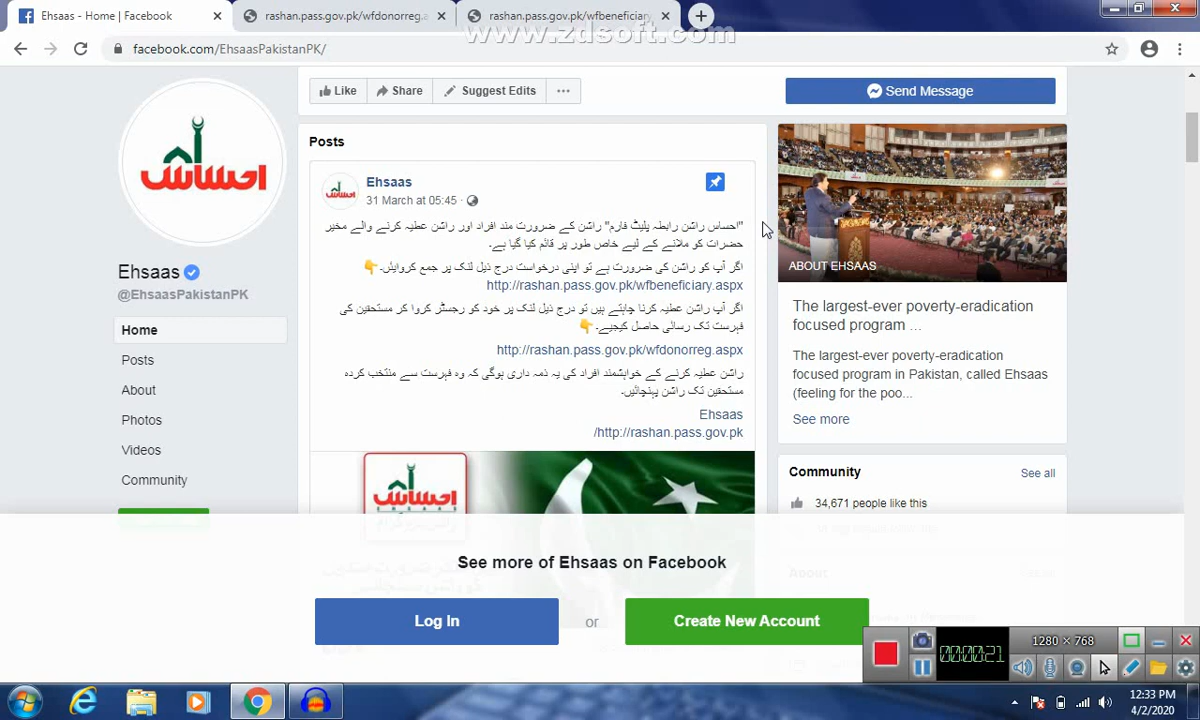 Ehsaas - Home | Facebook
rashan.pass.gov.pk/wfdonorreg.a
rashan.pass.gov.pk/wfbeneficiary.
www.zdsoft.com
facebook.com/EhsaasPakistanPK/
احساس
Ehsaas
@EhsaasPakistanPK
Home
Posts
About
Photos
Videos
Community
Like
Share
Suggest Edits
Send Message
Posts
احساس
Ehsaas
31 March at 05:45
"احساس راشن رابطہ پلیٹ فارم" راشن کے ضرورت مند افراد اور راشن عطیہ کرنے والے مخیر
حضرات کو ملانے کے لیے خاص طور پر قائم کیا گیا ہے۔
اگر آپ کو راشن کی ضرورت ہے تو اپنی درخواست درج ذیل لنک پر جمع کروایئں۔👇
http://rashan.pass.gov.pk/wfbeneficiary.aspx
اگر آپ راشن عطیہ کرنا چاہتے ہیں تو درج ذیل لنک پر خود کو رجسٹر کروا کر مستحقین کی
فہرست تک رسائی حاصل کیجیے۔ 👇
http://rashan.pass.gov.pk/wfdonorreg.aspx
راشن عطیہ کرنے کے خواہشمند افراد کی یہ ذمہ داری ہوگی کہ وہ فہرست سے منتخب کردہ
مستحقین تک راشن پہنچائیں۔
Ehsaas
/http://rashan.pass.gov.pk
احساس
ABOUT EHSAAS
The largest-ever poverty-eradication
focused program ...
The largest-ever poverty-eradication
focused program in Pakistan, called Ehsaas
(feeling for the poo...
See more
Community
See all
34,671 people like this
About
See more of Ehsaas on Facebook
Log In
or
Create New Account
1280 × 768
00:00:21
12:33 PM
4/2/2020